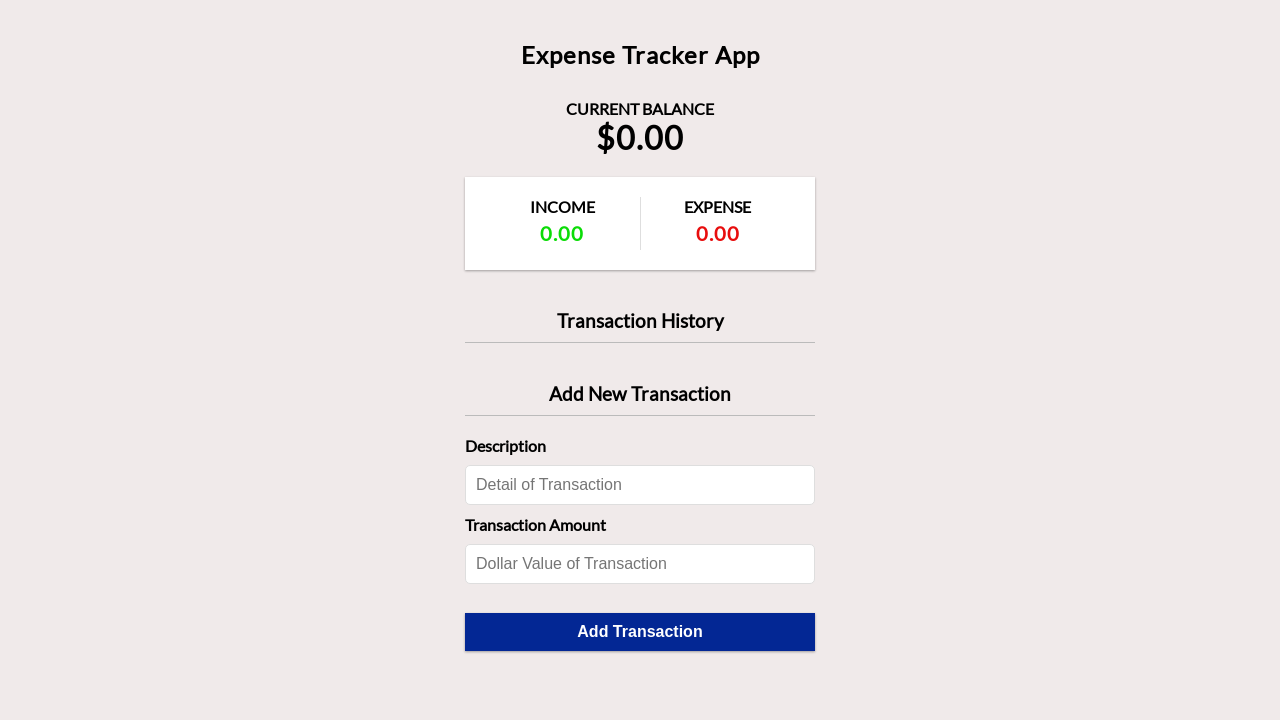 Expense Tracker App
CURRENT BALANCE
$0.00
INCOME
0.00
EXPENSE
0.00
Transaction History
Add New Transaction
Description
Detail of Transaction
Transaction Amount
Dollar Value of Transaction
Add Transaction